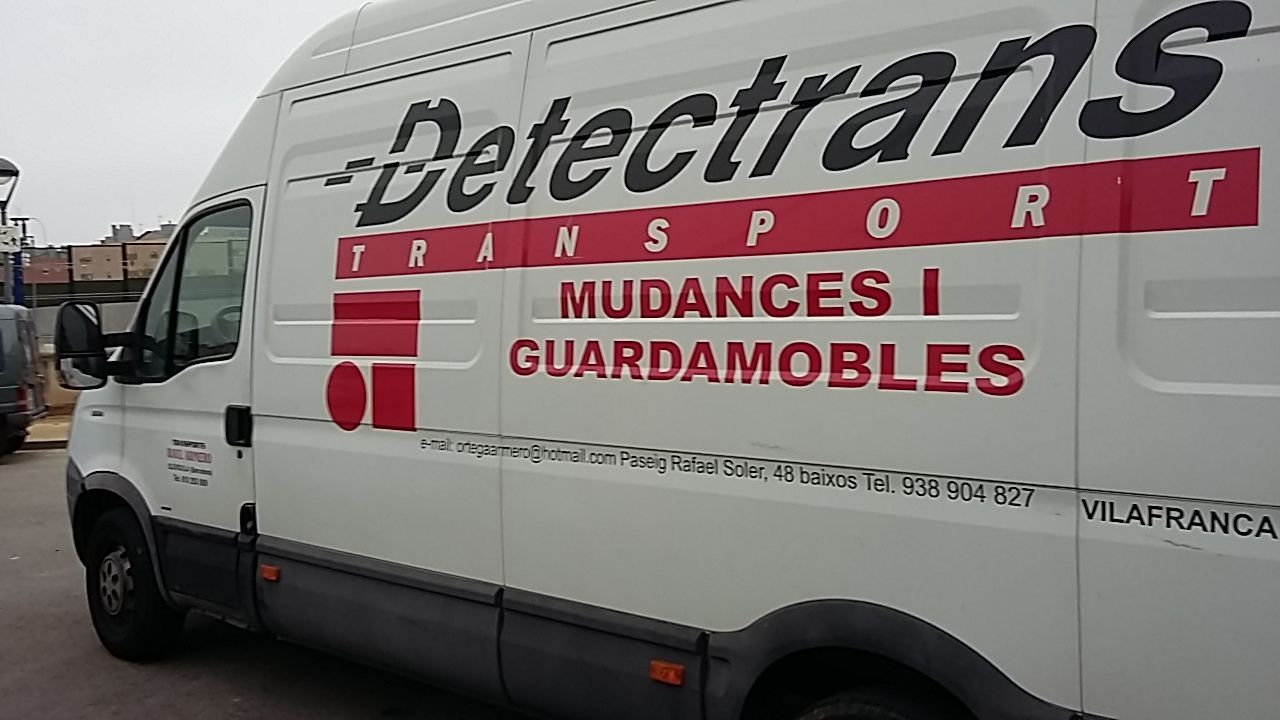 Detectrans
TRANSPORT
MUDANCES I
GUARDAMOBLES
e-mail: ortegaarmero@hotmail.com Paseig Rafael Soler, 48 baixos Tel. 938 904 827 VILAFRANCA